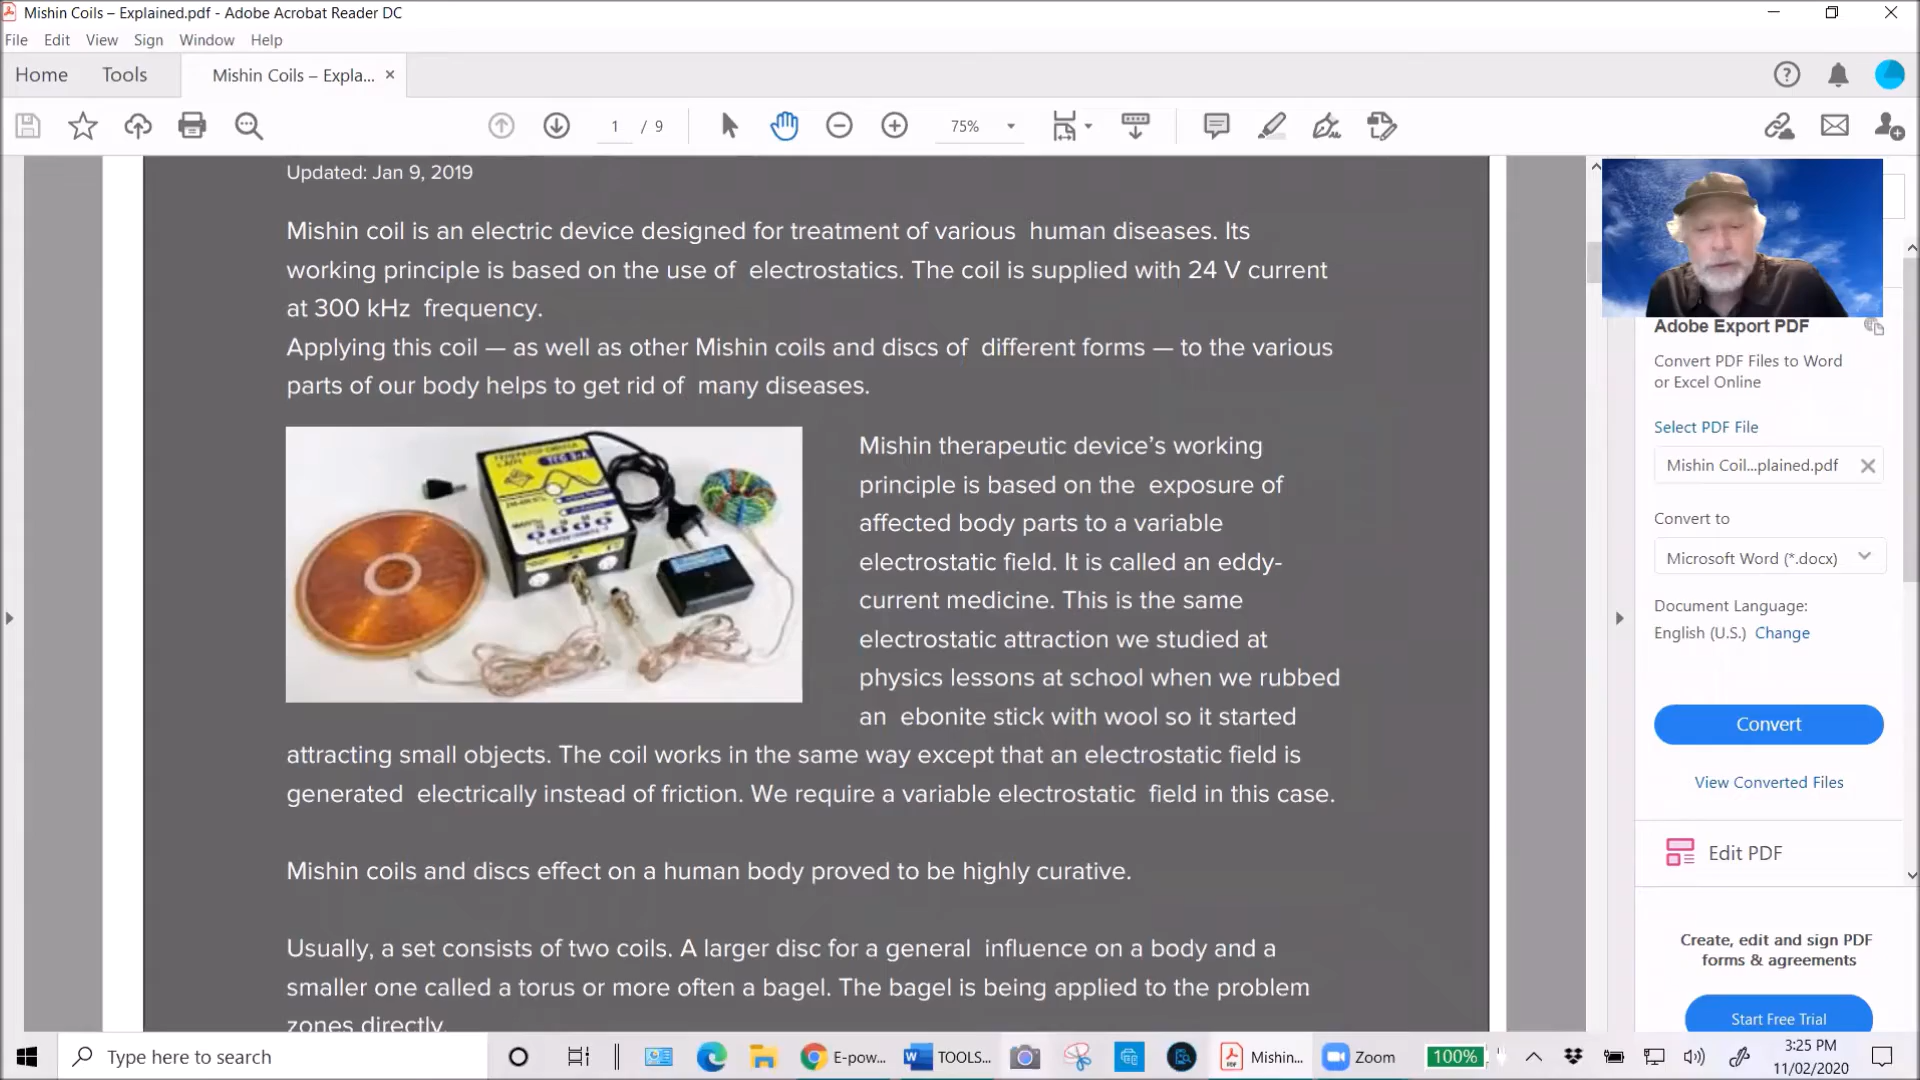 Mishin Coils – Explained.pdf - Adobe Acrobat Reader DC
File Edit View Sign Window Help
Home Tools Mishin Coils – Expla... ×
1 / 9 75%
Updated: Jan 9, 2019
Mishin coil is an electric device designed for treatment of various human diseases. Its
working principle is based on the use of electrostatics. The coil is supplied with 24 V current
at 300 kHz frequency.
Applying this coil — as well as other Mishin coils and discs of different forms — to the various
parts of our body helps to get rid of many diseases.
Mishin therapeutic device's working
principle is based on the exposure of
affected body parts to a variable
electrostatic field. It is called an eddy-
current medicine. This is the same
electrostatic attraction we studied at
physics lessons at school when we rubbed
an ebonite stick with wool so it started
attracting small objects. The coil works in the same way except that an electrostatic field is
generated electrically instead of friction. We require a variable electrostatic field in this case.
Mishin coils and discs effect on a human body proved to be highly curative.
Usually, a set consists of two coils. A larger disc for a general influence on a body and a
smaller one called a torus or more often a bagel. The bagel is being applied to the problem
zones directly
Adobe Export PDF
Convert PDF Files to Word
or Excel Online
Select PDF File
Mishin Coil...plained.pdf
Convert to
Microsoft Word (*.docx)
Document Language:
English (U.S.) Change
Convert
View Converted Files
Edit PDF
Create, edit and sign PDF
forms & agreements
Start Free Trial
Type here to search
E-pow...
TOOLS...
Mishin...
Zoom
100%
3:25 PM
11/02/2020